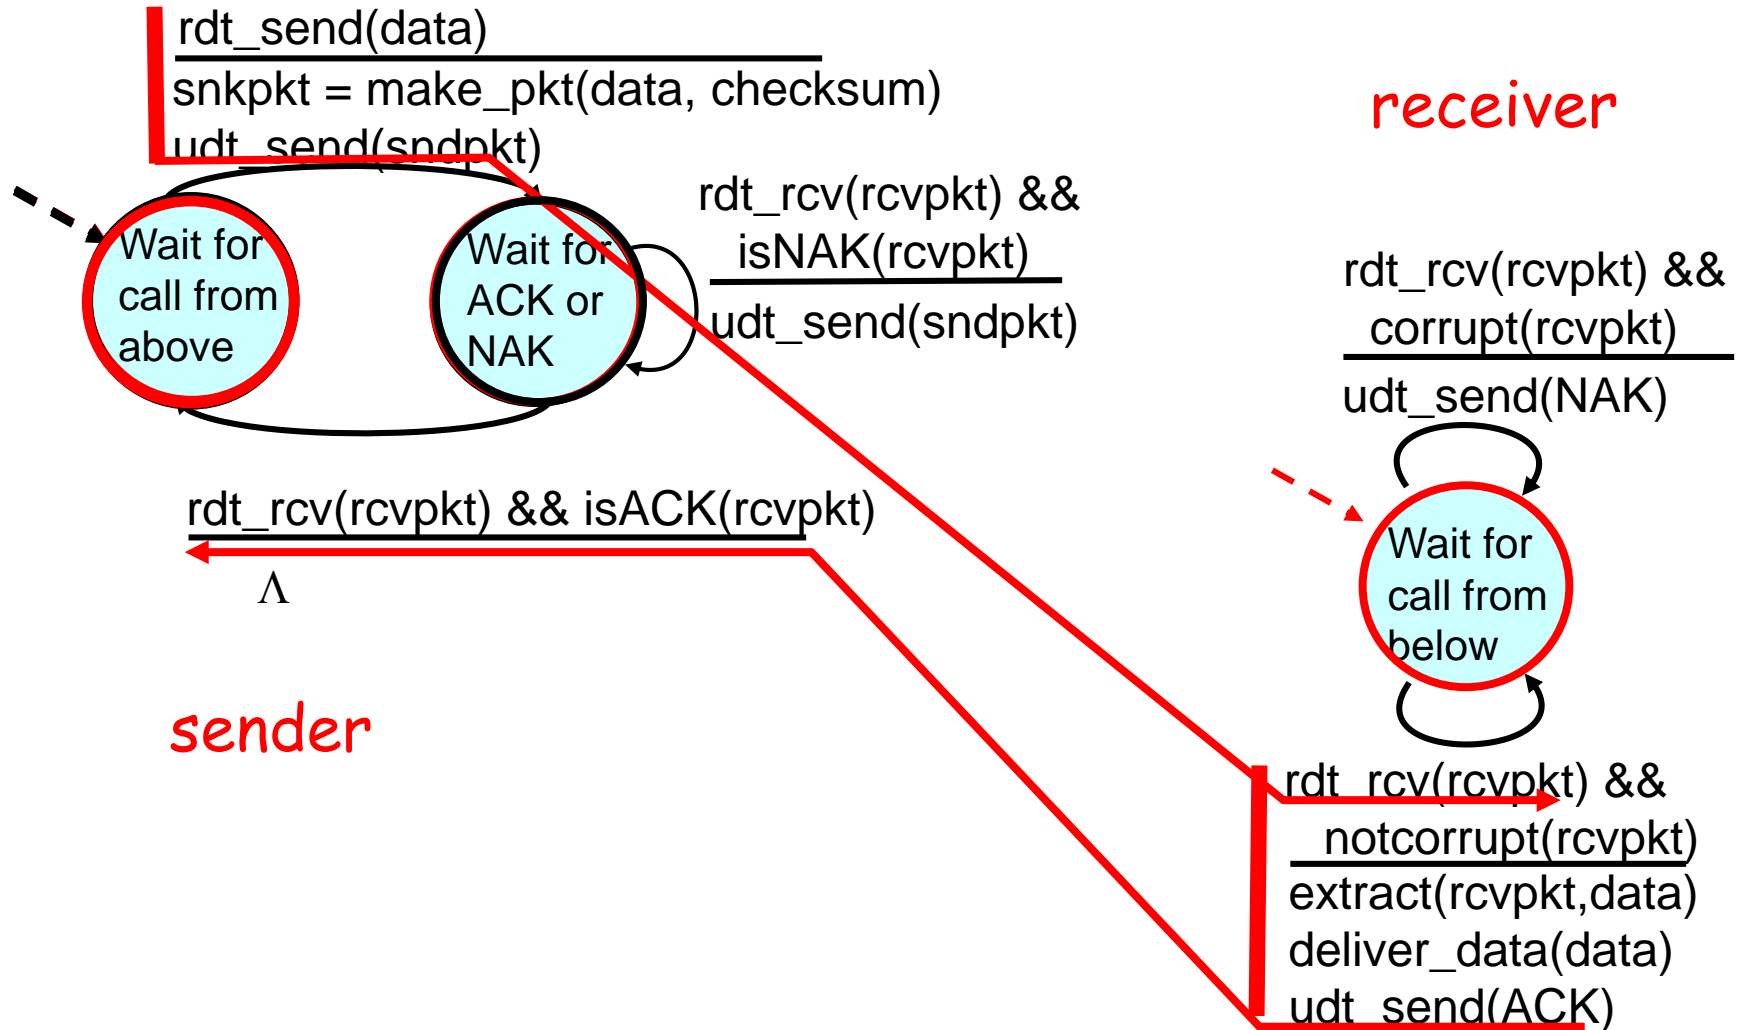 rdt_send(data)
snkpkt = make_pkt(data, checksum)
udt_send(sndpkt)
receiver
Wait for
call from
above
Wait for
ACK or
NAK
rdt_rcv(rcvpkt) &&
isNAK(rcvpkt)
udt_send(sndpkt)
rdt_rcv(rcvpkt) &&
corrupt(rcvpkt)
udt_send(NAK)
rdt_rcv(rcvpkt) && isACK(rcvpkt)
Λ
Wait for
call from
below
sender
rdt_rcv(rcvpkt) &&
notcorrupt(rcvpkt)
extract(rcvpkt,data)
deliver_data(data)
udt_send(ACK)